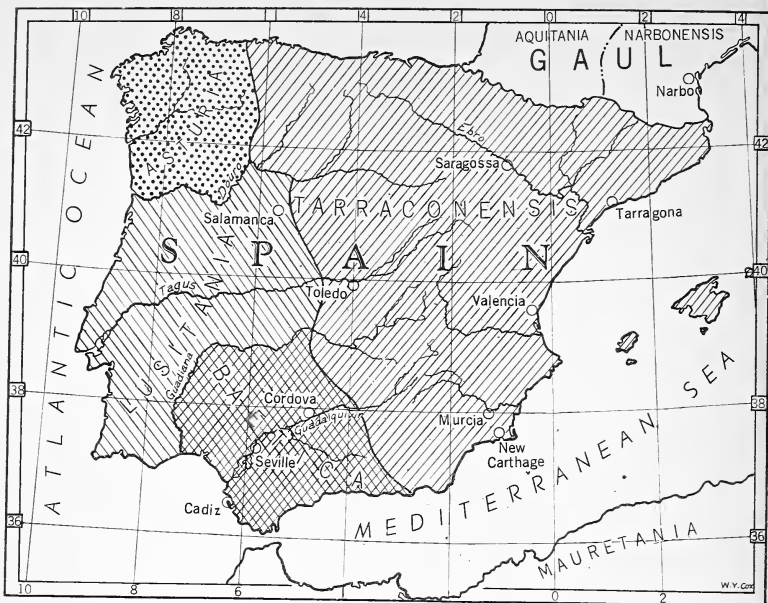 10 8 4 2 0 2 4
AQUITANIA NARBONENSIS
GAUL
Narbo
42 42
ATLANTIC OCEAN
ASTURIA
Ebro
Saragossa
Douro
Salamanca
TARRACONENSIS
Tarragona
SPAIN
40 40
Tagus
Toledo
Valencia
LUSITANIA
Guadiana
BAETICA
38 38
Cordova
Guadalquivir
Murcia
New
Carthage
Seville
Cadiz
MEDITERRANEAN SEA
36 36
MAURETANIA
W.Y. Cox
10 8 6 4 2 0 2